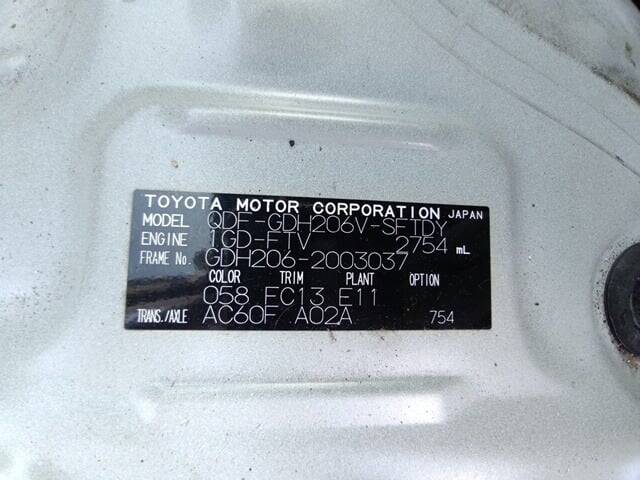 TOYOTA MOTOR CORPORATION JAPAN
MODEL QDF-GDH206V-SFTDY
ENGINE 1GD-FTV 2754 mL
FRAME No. GDH206-2003037
COLOR TRIM PLANT OPTION
058 EC13 E11
TRANS./AXLE AC60F A02A 754